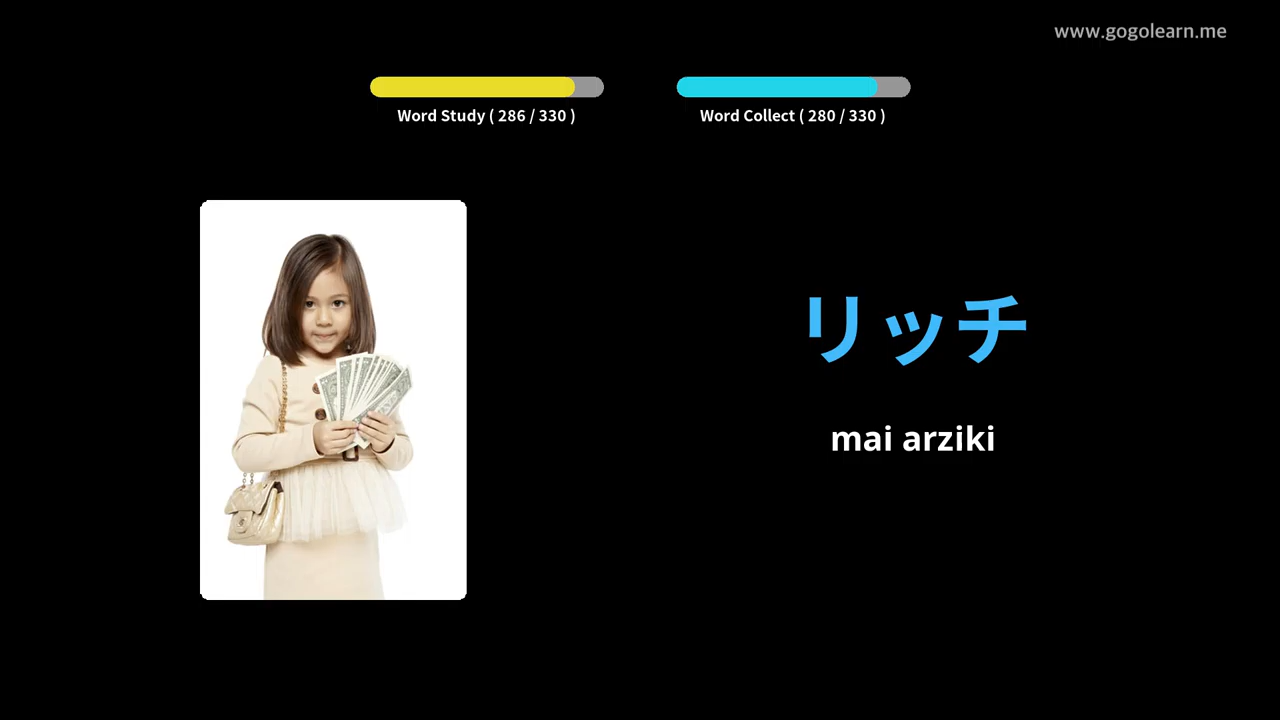 www.gogolearn.me
Word Study ( 286 / 330 )
Word Collect ( 280 / 330 )
リッチ
mai arziki